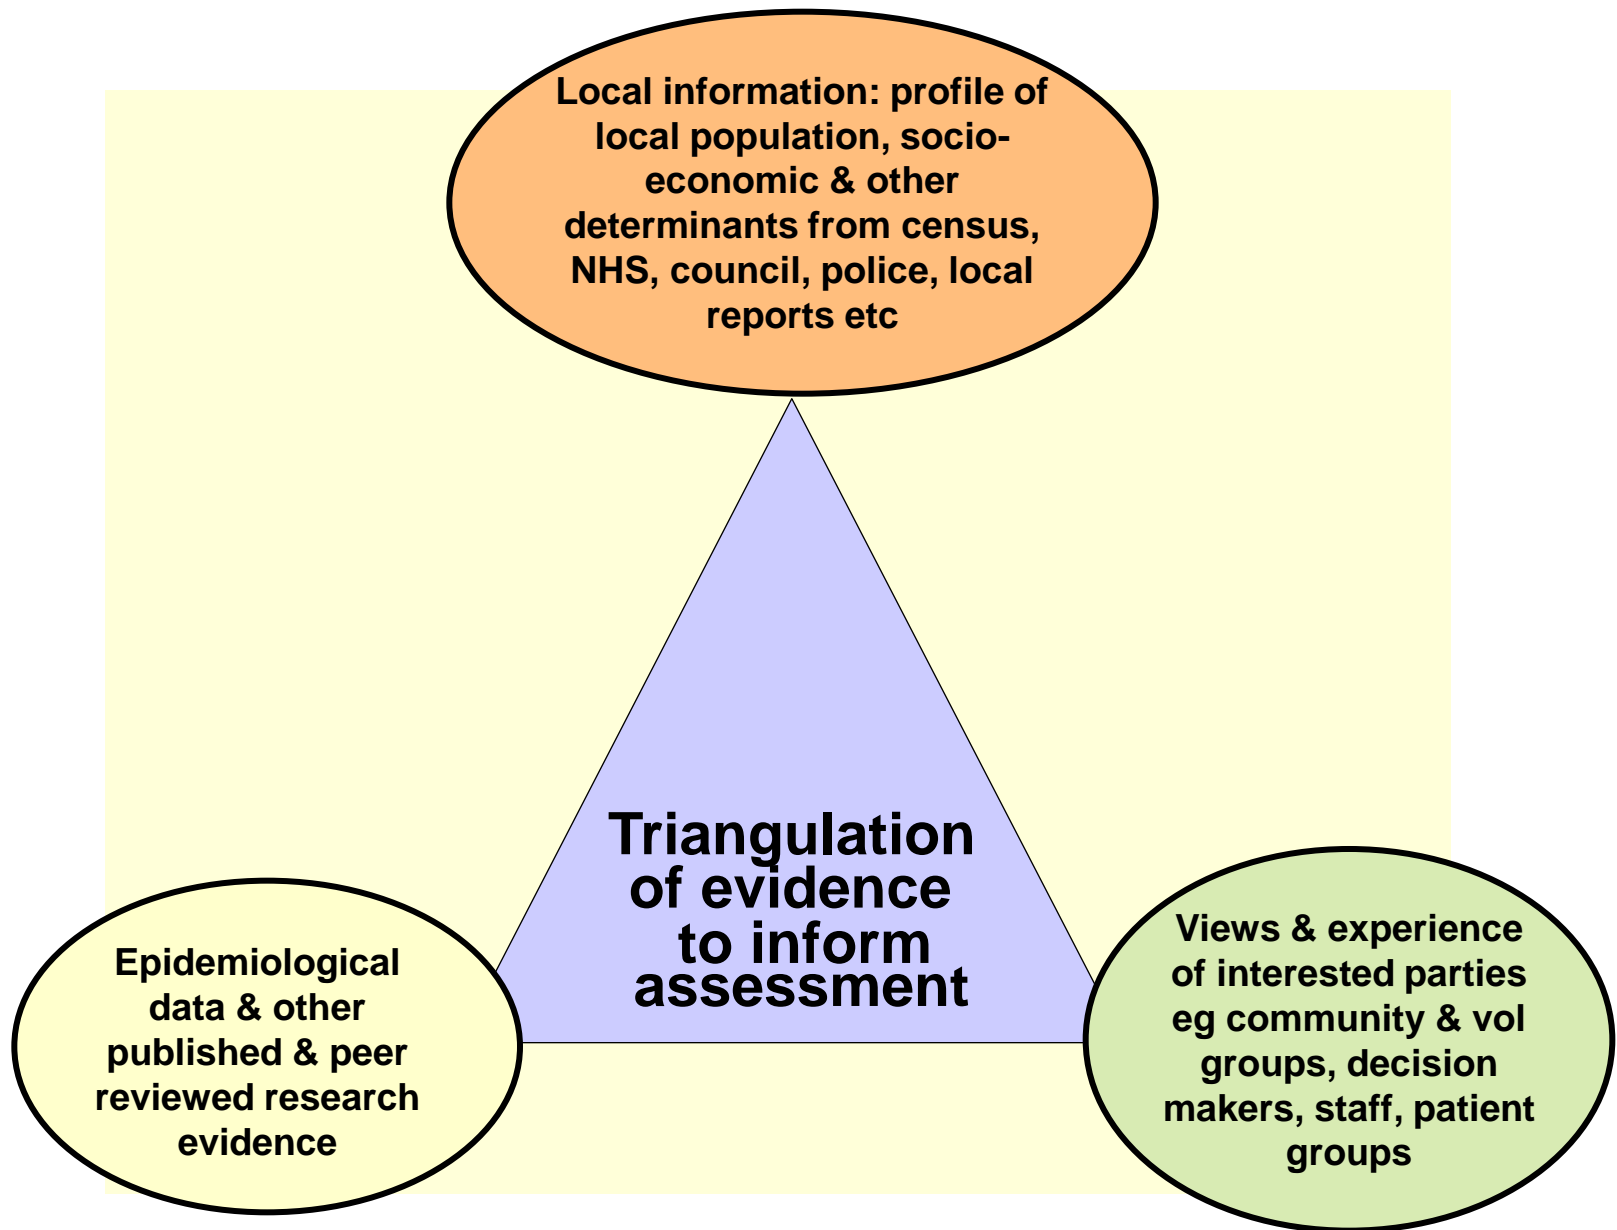 Local information: profile of
local population, socio-
economic & other
determinants from census,
NHS, council, police, local
reports etc
Triangulation
of evidence
to inform
assessment
Epidemiological
data & other
published & peer
reviewed research
evidence
Views & experience
of interested parties
eg community & vol
groups, decision
makers, staff, patient
groups